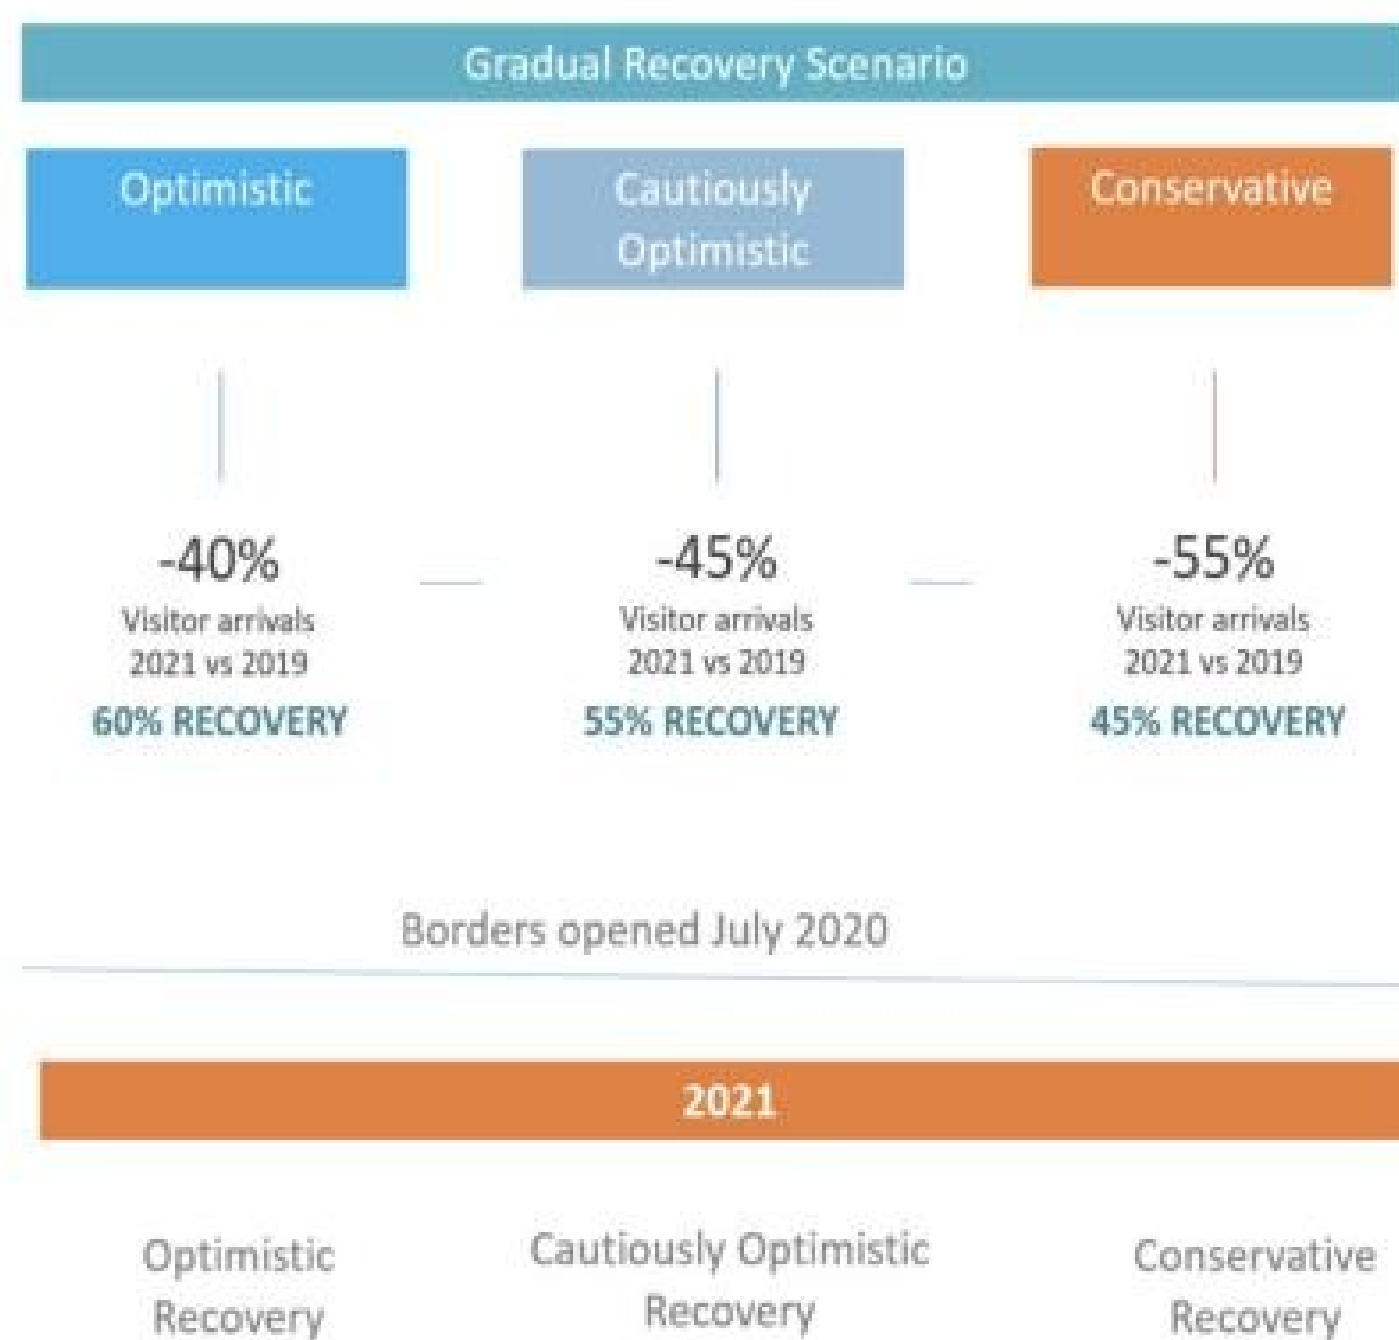 Gradual Recovery Scenario
Optimistic
Cautiously
Optimistic
Conservative
-40%
Visitor arrivals
2021 vs 2019
60% RECOVERY
-45%
Visitor arrivals
2021 vs 2019
55% RECOVERY
-55%
Visitor arrivals
2021 vs 2019
45% RECOVERY
Borders opened July 2020
2021
Optimistic
Recovery
Cautiously Optimistic
Recovery
Conservative
Recovery